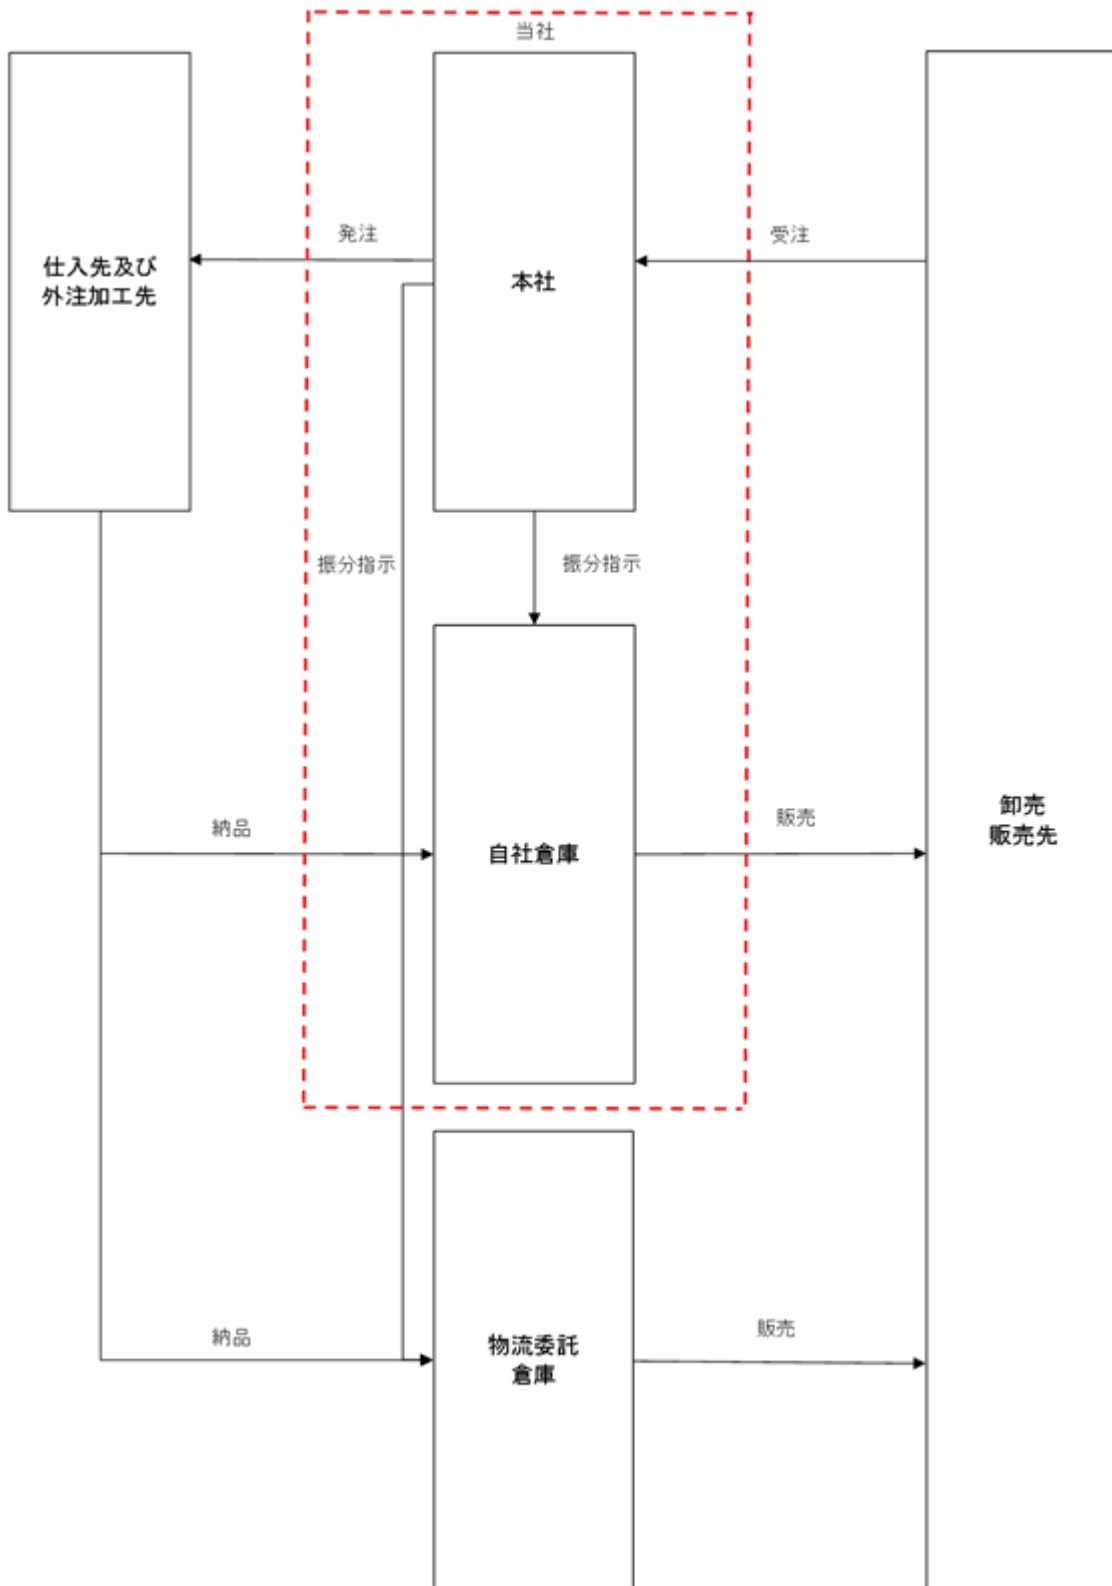 当社
発注
受注
仕入先及び
外注加工先
本社
振分指示
振分指示
納品
自社倉庫
販売
卸売
販売先
納品
物流委託
倉庫
販売